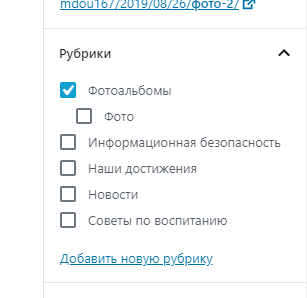 mdou167/2019/08/26/фото-2/
Рубрики
Фотоальбомы
Фото
Информационная безопасность
Наши достижения
Новости
Советы по воспитанию
Добавить новую рубрику